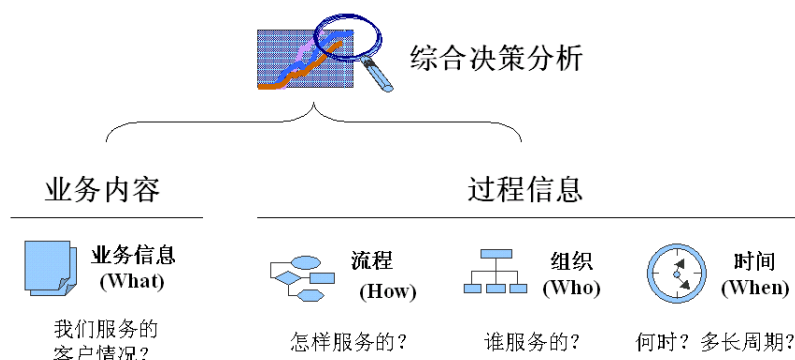 综合决策分析
业务内容
过程信息
业务信息
(What)
流程
(How)
组织
(Who)
时间
(When)
我们服务的
客户情况?
怎样服务的?
谁服务的?
何时?多长周期?